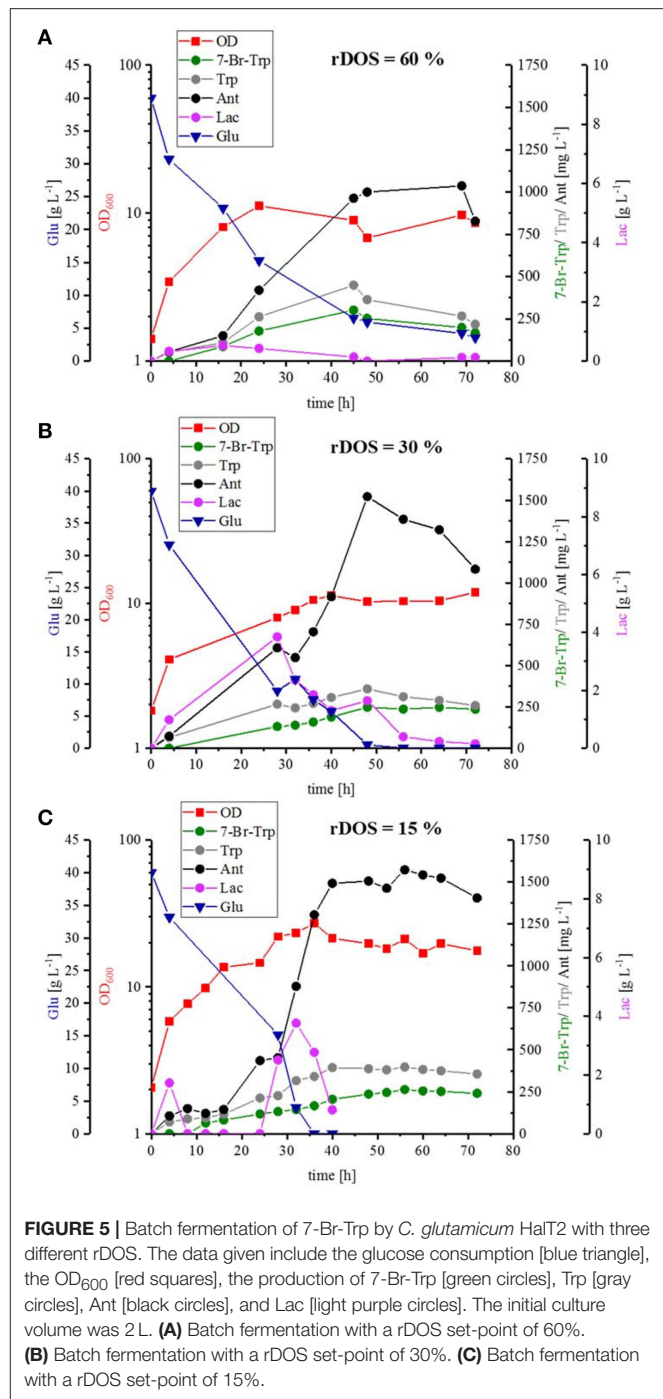 A
OD
7-Br-Trp
Trp
Ant
Lac
Glu
rDOS = 60 %
45
40
35
30
25
20
15
10
5
0
Glu [g L-1]
100
10
1
OD600
1750
1500
1250
1000
750
500
250
0
7-Br-Trp/ Trp/ Ant [mg L-1]
10
8
6
4
2
0
Lac [g L-1]
0 10 20 30 40 50 60 70 80
time [h]
B
OD
7-Br-Trp
Trp
Ant
Lac
Glu
rDOS = 30 %
45
40
35
30
25
20
15
10
5
0
Glu [g L-1]
100
10
1
OD600
1750
1500
1250
1000
750
500
250
0
7-Br-Trp/ Trp/ Ant [mg L-1]
10
8
6
4
2
0
Lac [g L-1]
0 10 20 30 40 50 60 70 80
time [h]
C
OD
7-Br-Trp
Trp
Ant
Lac
Glu
rDOS = 15 %
45
40
35
30
25
20
15
10
5
0
Glu [g L-1]
100
10
1
OD600
1750
1500
1250
1000
750
500
250
0
7-Br-Trp/ Trp/ Ant [mg L-1]
10
8
6
4
2
0
Lac [g L-1]
0 10 20 30 40 50 60 70 80
time [h]
FIGURE 5 | Batch fermentation of 7-Br-Trp by C. glutamicum HalT2 with three
different rDOS. The data given include the glucose consumption [blue triangle],
the OD600 [red squares], the production of 7-Br-Trp [green circles], Trp [gray
circles], Ant [black circles], and Lac [light purple circles]. The initial culture
volume was 2 L. (A) Batch fermentation with a rDOS set-point of 60%.
(B) Batch fermentation with a rDOS set-point of 30%. (C) Batch fermentation
with a rDOS set-point of 15%.